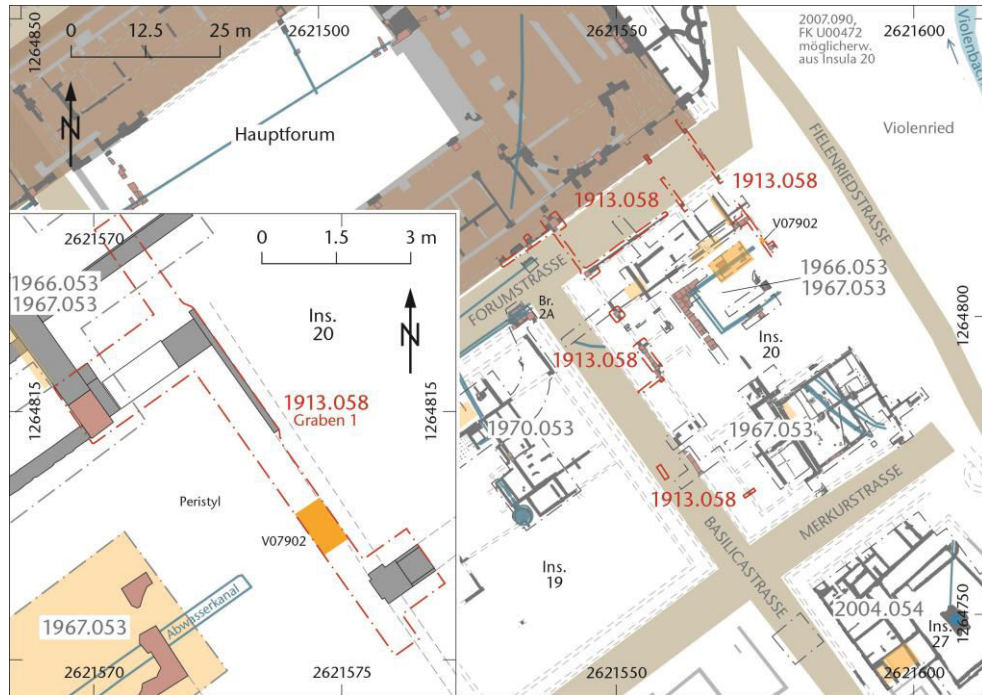 1264850
0 12.5 25 m
2621500
2621550
2621600
2007.090,
FK U00472
möglicherw.
aus Insula 20
Violenbach
N
Hauptforum
Violenried
FIELENRIEDSTRASSE
1913.058
1913.058
V07902
FORUMSTRASSE
Br.
2A
1966.053
1967.053
Ins.
20
1264800
1913.058
1970.053
1967.053
1913.058
MERKURSTRASSE
BASILICASTRASSE
Ins.
19
2004.054
Ins.
27
1264750
2621550
2621600
2621570
0 1.5 3 m
1966.053
1967.053
Ins.
20
N
1264815
1913.058
Graben 1
1264815
Peristyl
V07902
1967.053
Abwasserkanal
2621570
2621575